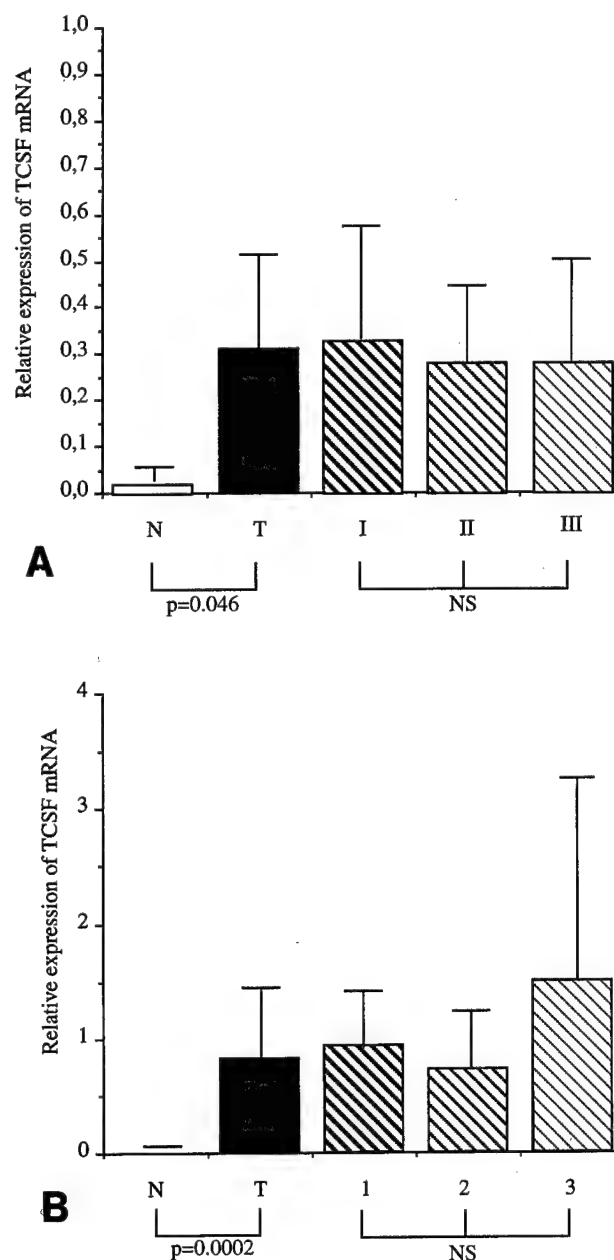 Relative expression of TCSF mRNA
1,0
0,9
0,8
0,7
0,6
0,5
0,4
0,3
0,2
0,1
0,0
N T I II III
A
p=0.046 NS
Relative expression of TCSF mRNA
4
3
2
1
0
N T 1 2 3
B
p=0.0002 NS